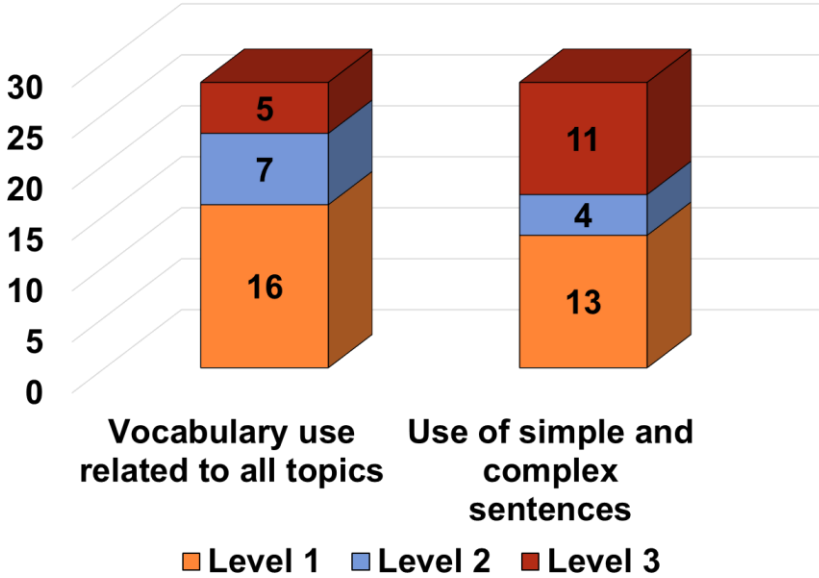 30
25
20
15
10
5
0
5
7
16
11
4
13
Vocabulary use
related to all topics
Use of simple and
complex
sentences
Level 1 Level 2 Level 3